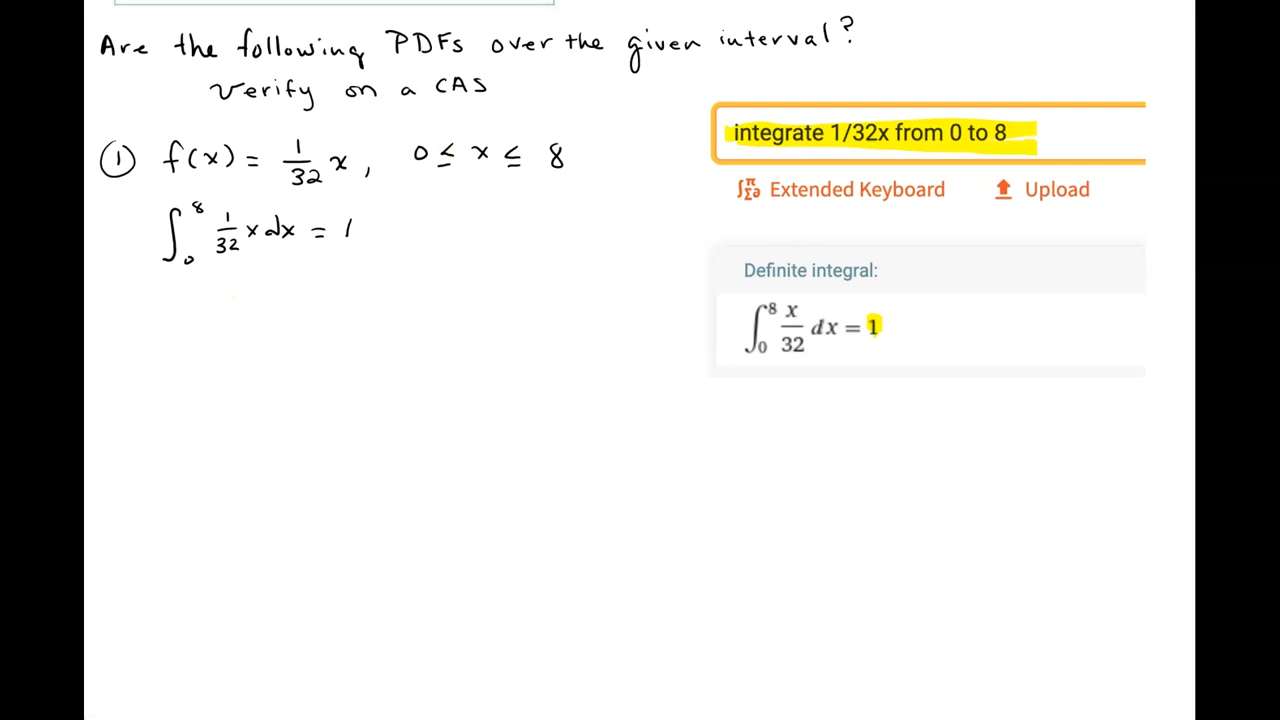 Are the following PDFs over the given interval?
Verify on a CAS
① f(x) = 1/32 x, 0 ≤ x ≤ 8
∫₀⁸ 1/32 x dx = 1
integrate 1/32x from 0 to 8
Extended Keyboard Upload
Definite integral:
∫₀⁸ x/32 dx = 1